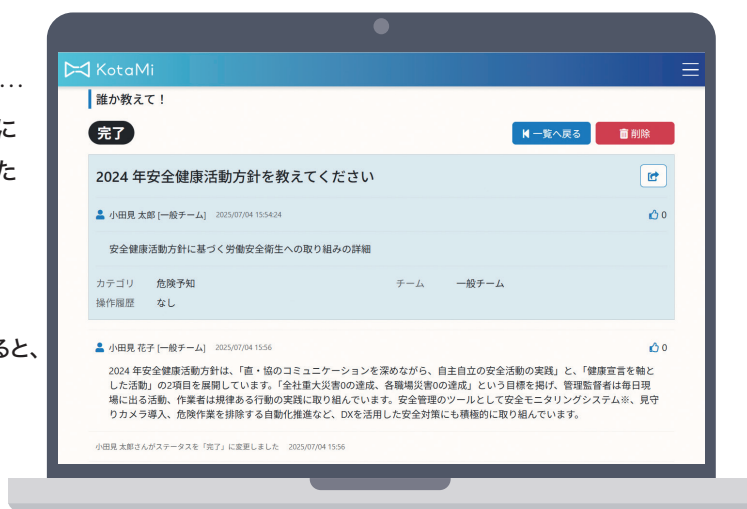 …
に
た
ると、
KotaMi
誰か教えて！
完了
一覧へ戻る
削除
2024 年安全健康活動方針を教えてください
小田見 太郎 [一般チーム] 2025/07/04 15:54:24
0
安全健康活動方針に基づく労働安全衛生への取り組みの詳細
カテゴリ 危険予知 チーム 一般チーム
操作履歴 なし
小田見 花子 [一般チーム] 2025/07/04 15:56
0
2024 年安全健康活動方針は、「直・協のコミュニケーションを深めながら、自主自立の安全活動の実践」と、「健康宣言を軸と
した活動」の2項目を展開しています。「全社重大災害0の達成、各職場災害0の達成」という目標を掲げ、管理監督者は毎日現
場に出る活動、作業者は規律ある行動の実践に取り組んでいます。安全管理のツールとして安全モニタリングシステム※、見守
りカメラ導入、危険作業を排除する自動化推進など、DXを活用した安全対策にも積極的に取り組んでいます。
小田見 太郎さんがステータスを「完了」に変更しました 2025/07/04 15:56